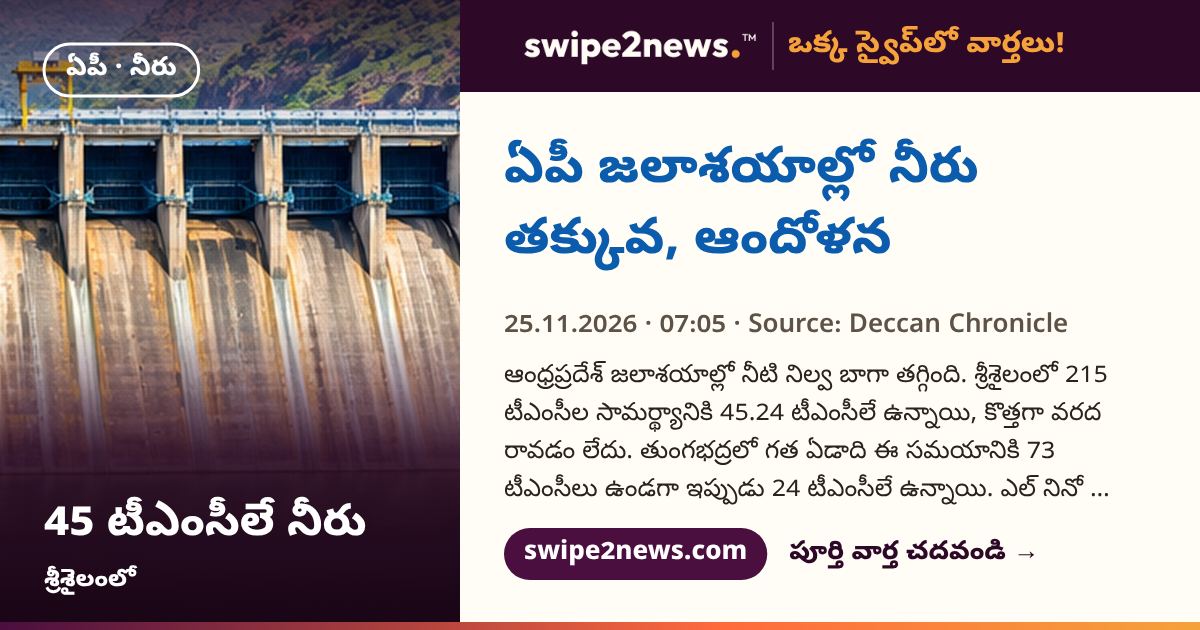 ఏపీ · నీరు
45 టీఎంసీలే నీరు
శ్రీశైలంలో
swipe2news.™ ఒక్క స్వైప్‌లో వార్తలు!
ఏపీ జలాశయాల్లో నీరు
తక్కువ, ఆందోళన
25.11.2026 · 07:05 · Source: Deccan Chronicle
ఆంధ్రప్రదేశ్ జలాశయాల్లో నీటి నిల్వ బాగా తగ్గింది. శ్రీశైలంలో 215
టీఎంసీల సామర్థ్యానికి 45.24 టీఎంసీలే ఉన్నాయి, కొత్తగా వరద
రావడం లేదు. తుంగభద్రలో గత ఏడాది ఈ సమయానికి 73
టీఎంసీలు ఉండగా ఇప్పుడు 24 టీఎంసీలే ఉన్నాయి. ఎల్ నినో ...
swipe2news.com పూర్తి వార్త చదవండి →